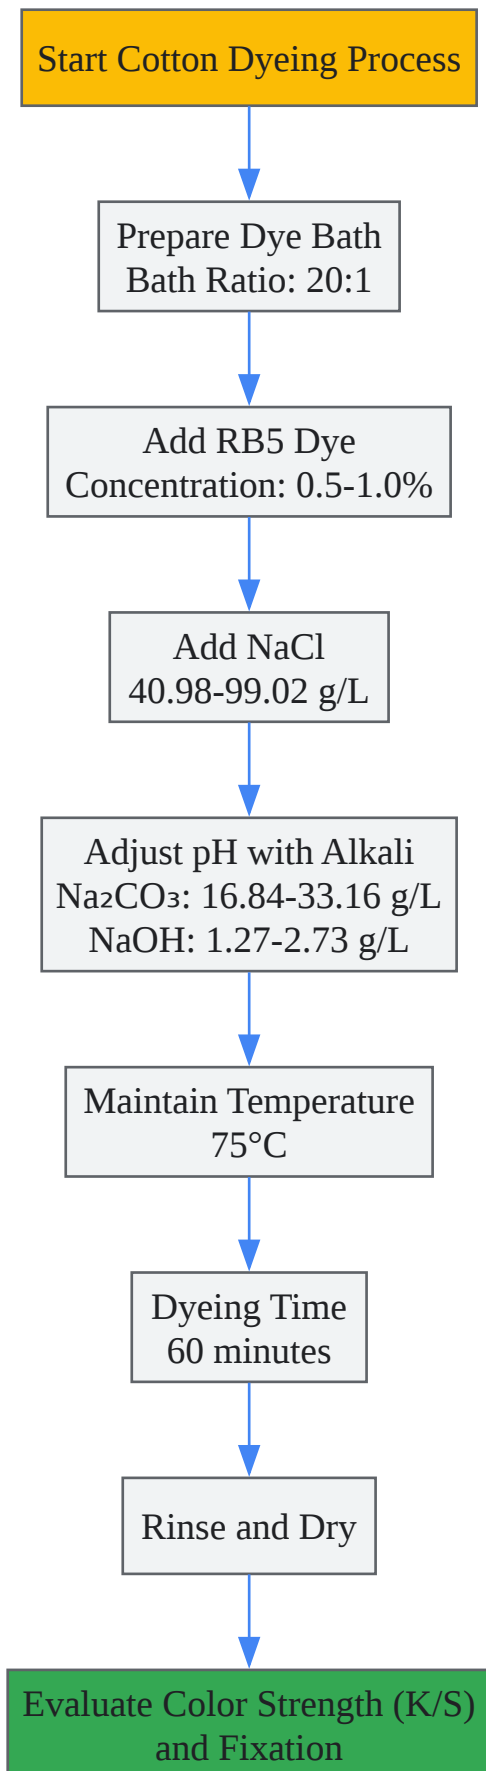 Start Cotton Dyeing Process
Prepare Dye Bath
Bath Ratio: 20:1
Add RB5 Dye
Concentration: 0.5-1.0%
Add NaCl
40.98-99.02 g/L
Adjust pH with Alkali
Na₂CO₃: 16.84-33.16 g/L
NaOH: 1.27-2.73 g/L
Maintain Temperature
75°C
Dyeing Time
60 minutes
Rinse and Dry
Evaluate Color Strength (K/S)
and Fixation